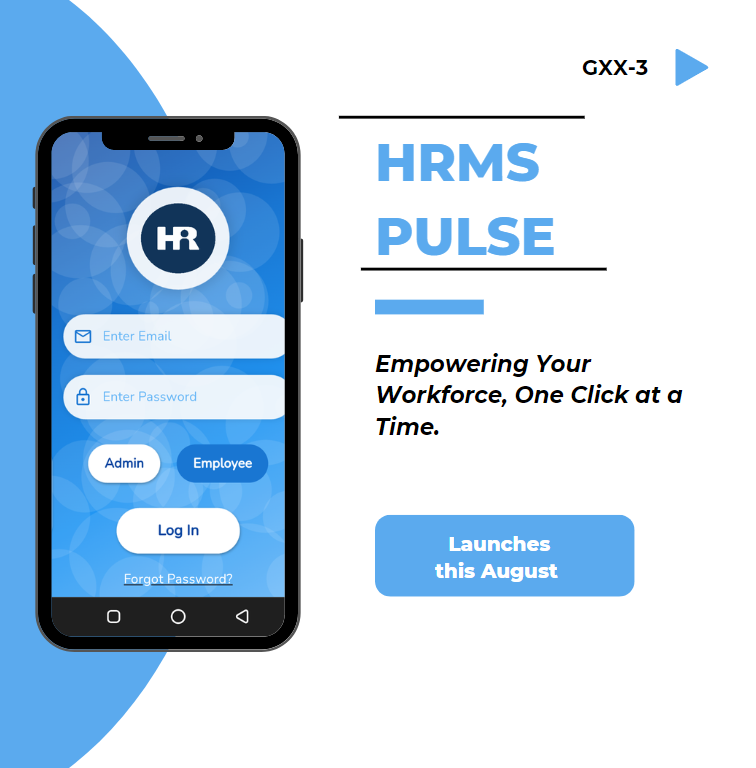 GXX-3
HRMS
PULSE
Empowering Your
Workforce, One Click at a
Time.
Launches
this August
HR
Enter Email
Enter Password
Admin
Employee
Log In
Forgot Password?